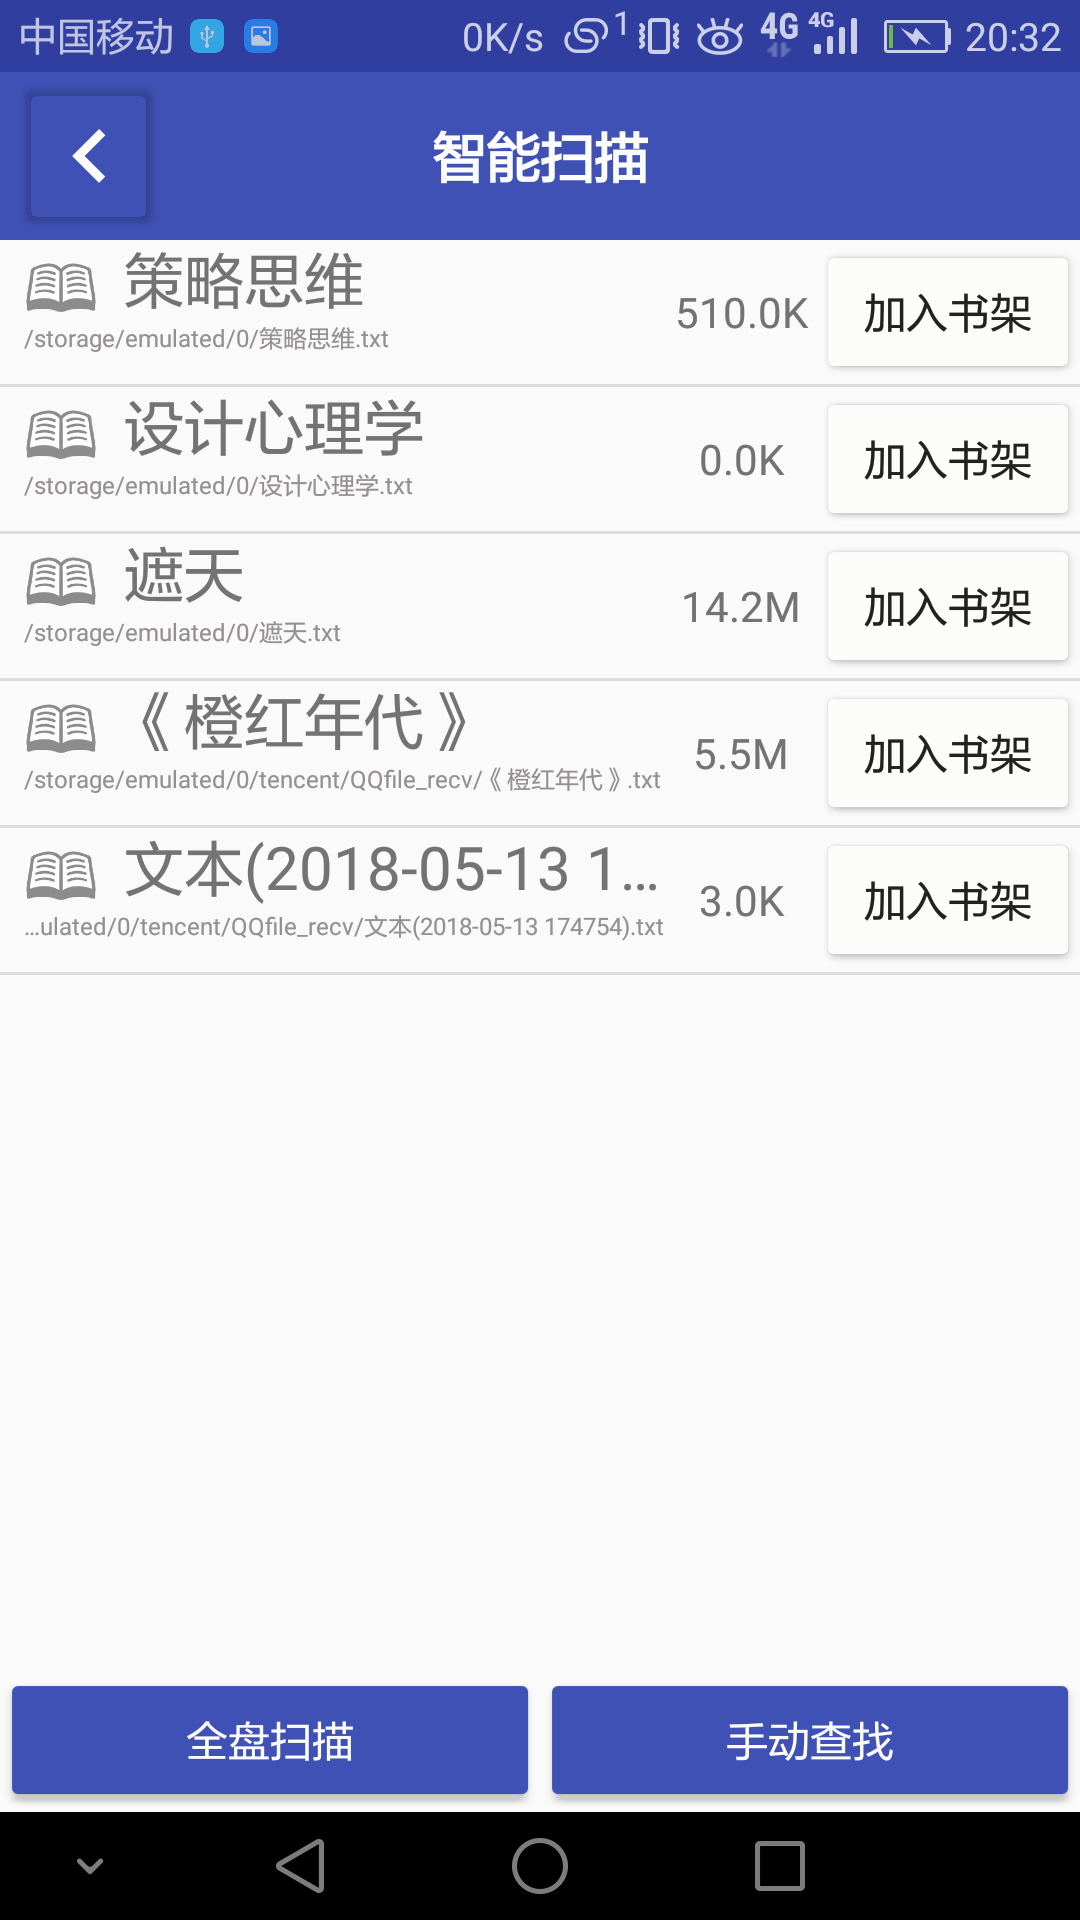 中国移动 0K/s 1 4G 4G 20:32
智能扫描
策略思维
/storage/emulated/0/策略思维.txt
510.0K
加入书架
设计心理学
/storage/emulated/0/设计心理学.txt
0.0K
加入书架
遮天
/storage/emulated/0/遮天.txt
14.2M
加入书架
《橙红年代》
/storage/emulated/0/tencent/QQfile_recv/《橙红年代》.txt
5.5M
加入书架
文本(2018-05-13 1...
...ulated/0/tencent/QQfile_recv/文本(2018-05-13 174754).txt
3.0K
加入书架
全盘扫描
手动查找